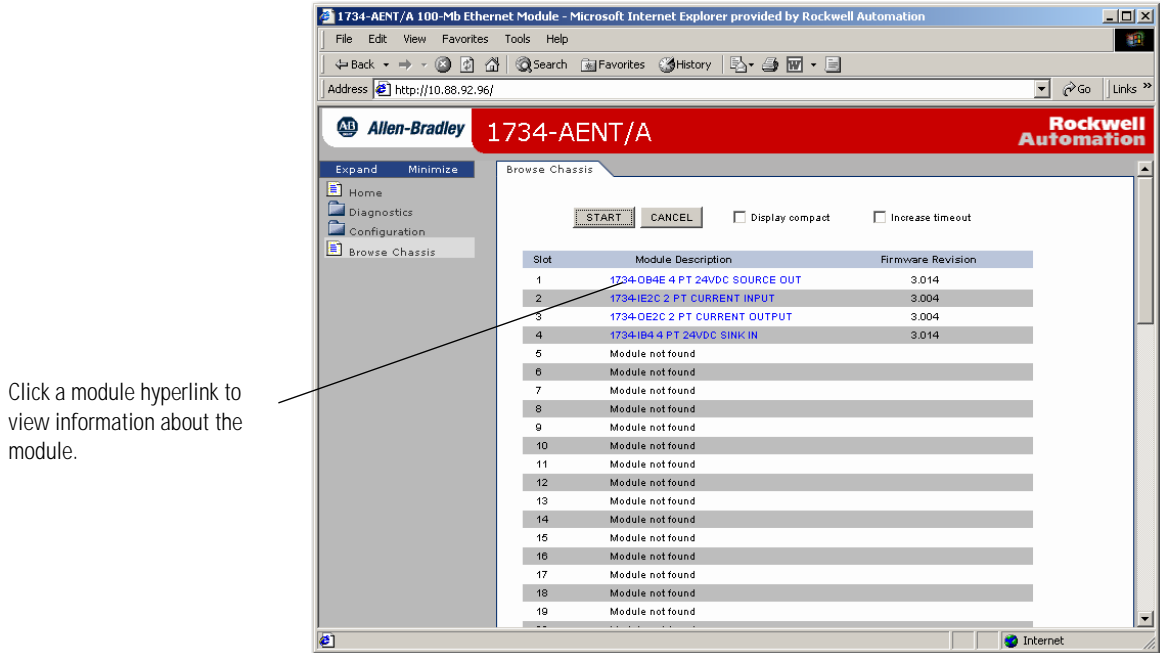 1734-AENT/A 100-Mb Ethernet Module - Microsoft Internet Explorer provided by Rockwell Automation
File Edit View Favorites Tools Help
Back Search Favorites History
Address http://10.88.92.96/ Go Links »
AB Allen-Bradley 1734-AENT/A Rockwell Automation
Expand Minimize
Home
Diagnostics
Configuration
Browse Chassis
Browse Chassis
START CANCEL Display compact Increase timeout
Slot Module Description Firmware Revision
1 1734-OB4E 4 PT 24VDC SOURCE OUT 3.014
2 1734-IE2C 2 PT CURRENT INPUT 3.004
3 1734-OE2C 2 PT CURRENT OUTPUT 3.004
4 1734-IB4 4 PT 24VDC SINK IN 3.014
5 Module not found
6 Module not found
7 Module not found
8 Module not found
9 Module not found
10 Module not found
11 Module not found
12 Module not found
13 Module not found
14 Module not found
15 Module not found
16 Module not found
17 Module not found
18 Module not found
19 Module not found
Internet
Click a module hyperlink to
view information about the
module.